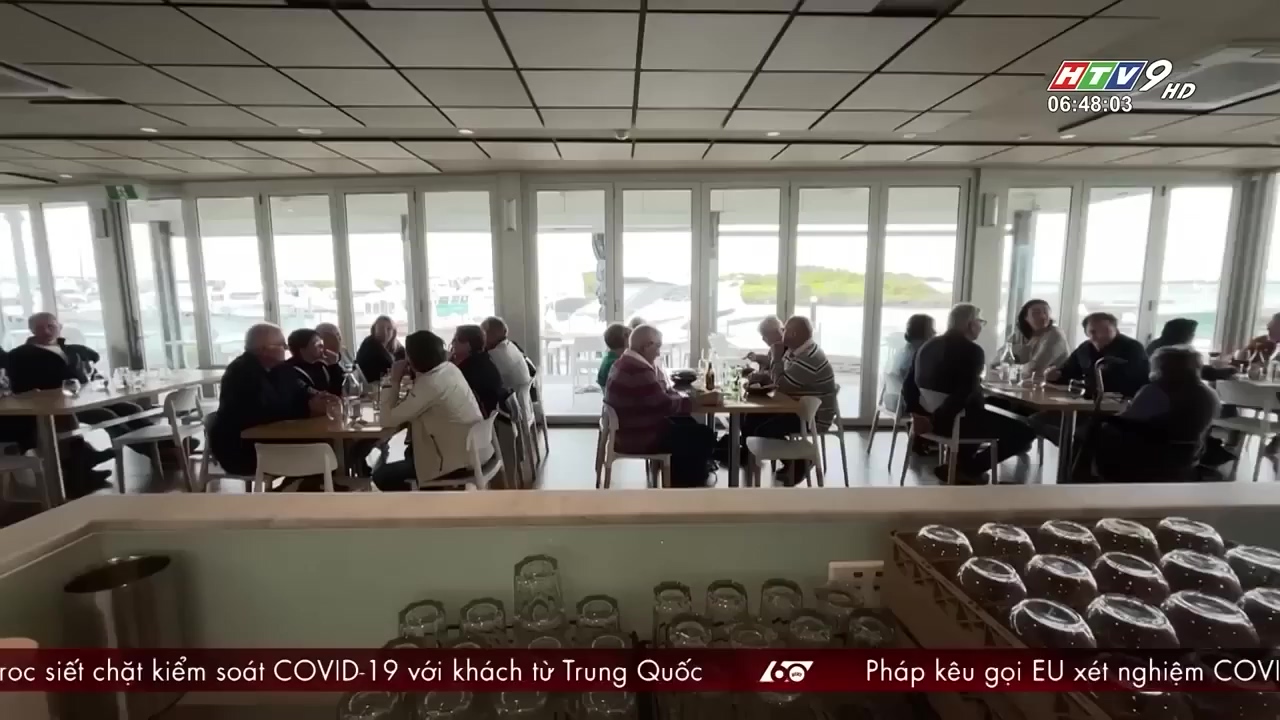 HTV9 HD
06:48:03
roc siết chặt kiểm soát COVID-19 với khách từ Trung Quốc 60 Pháp kêu gọi EU xét nghiệm COVI